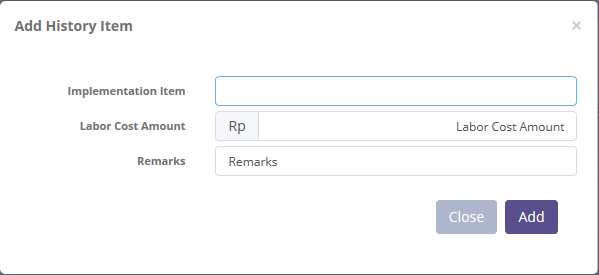 Add History Item ×
Implementation Item
Labor Cost Amount Rp Labor Cost Amount
Remarks Remarks
Close Add